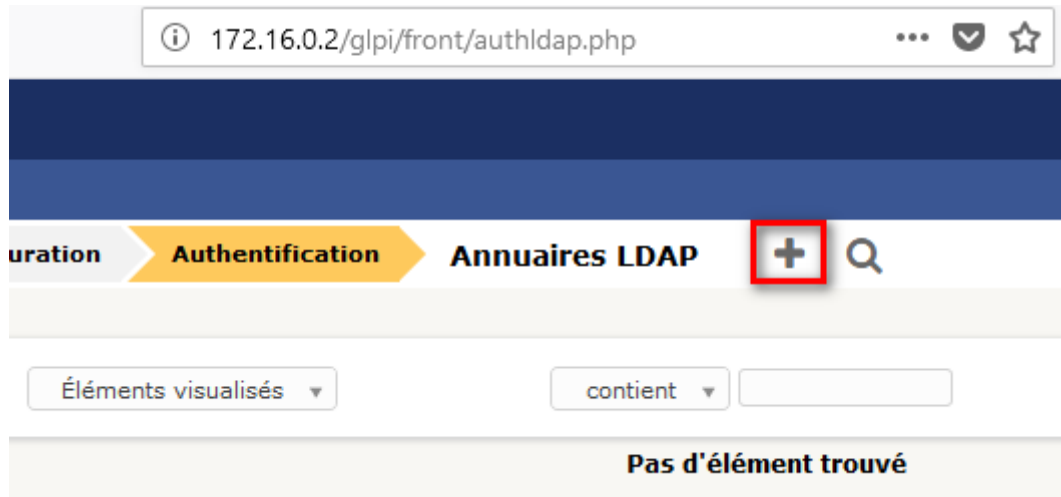 172.16.0.2/glpi/front/authldap.php
uration Authentification Annuaires LDAP
Éléments visualisés contient
Pas d'élément trouvé